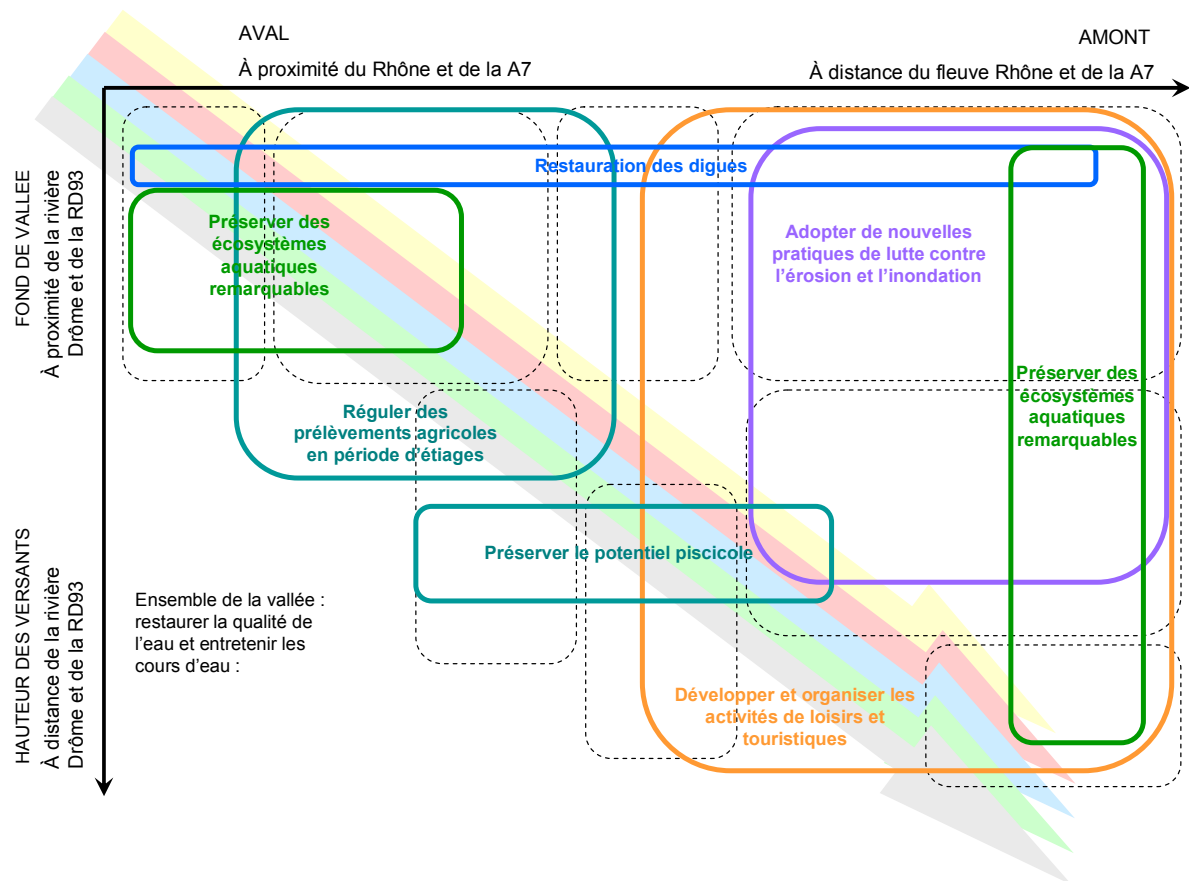 AVAL
À proximité du Rhône et de la A7
AMONT
À distance du fleuve Rhône et de la A7
FOND DE VALLEE
À proximité de la rivière
Drôme et de la RD93
HAUTEUR DES VERSANTS
À distance de la rivière
Drôme et de la RD93
Restauration des digues
Préserver des
écosystèmes
aquatiques
remarquables
Adopter de nouvelles
pratiques de lutte contre
l’érosion et l’inondation
Préserver des
écosystèmes
aquatiques
remarquables
Réguler des
prélèvements agricoles
en période d’étiages
Préserver le potentiel piscicole
Ensemble de la vallée :
restaurer la qualité de
l’eau et entretenir les
cours d’eau :
Développer et organiser les
activités de loisirs et
touristiques